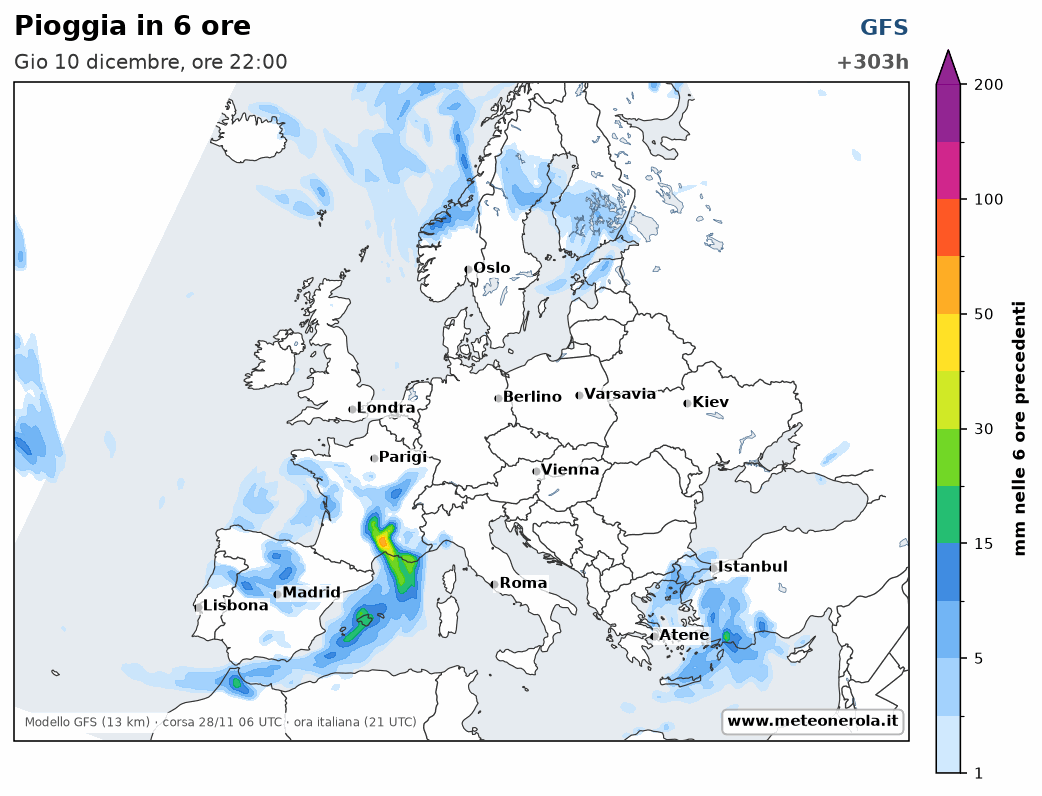 Pioggia in 6 ore
GFS
Gio 10 dicembre, ore 22:00
+303h
200
100
50
30
15
5
1
mm nelle 6 ore precedenti
Oslo
Berlino
Varsavia
Kiev
Londra
Parigi
Vienna
Istanbul
Roma
Madrid
Lisbona
Atene
Modello GFS (13 km) · corsa 28/11 06 UTC · ora italiana (21 UTC)
www.meteonerola.it